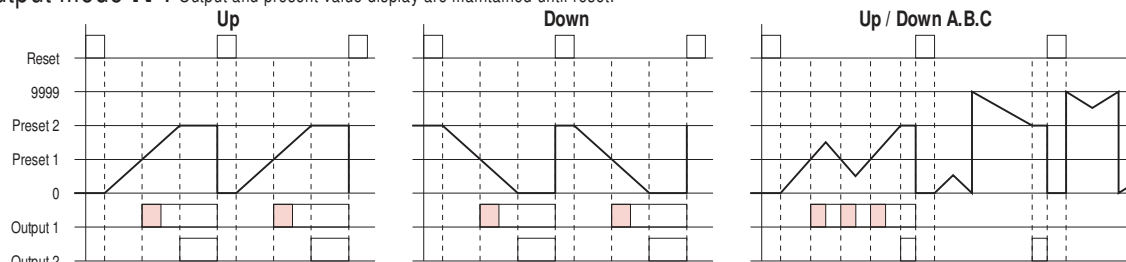 Output and present value display are maintained until reset.
Up
Down
Up / Down A.B.C
Reset
9999
Preset 2
Preset 1
0
Output 1